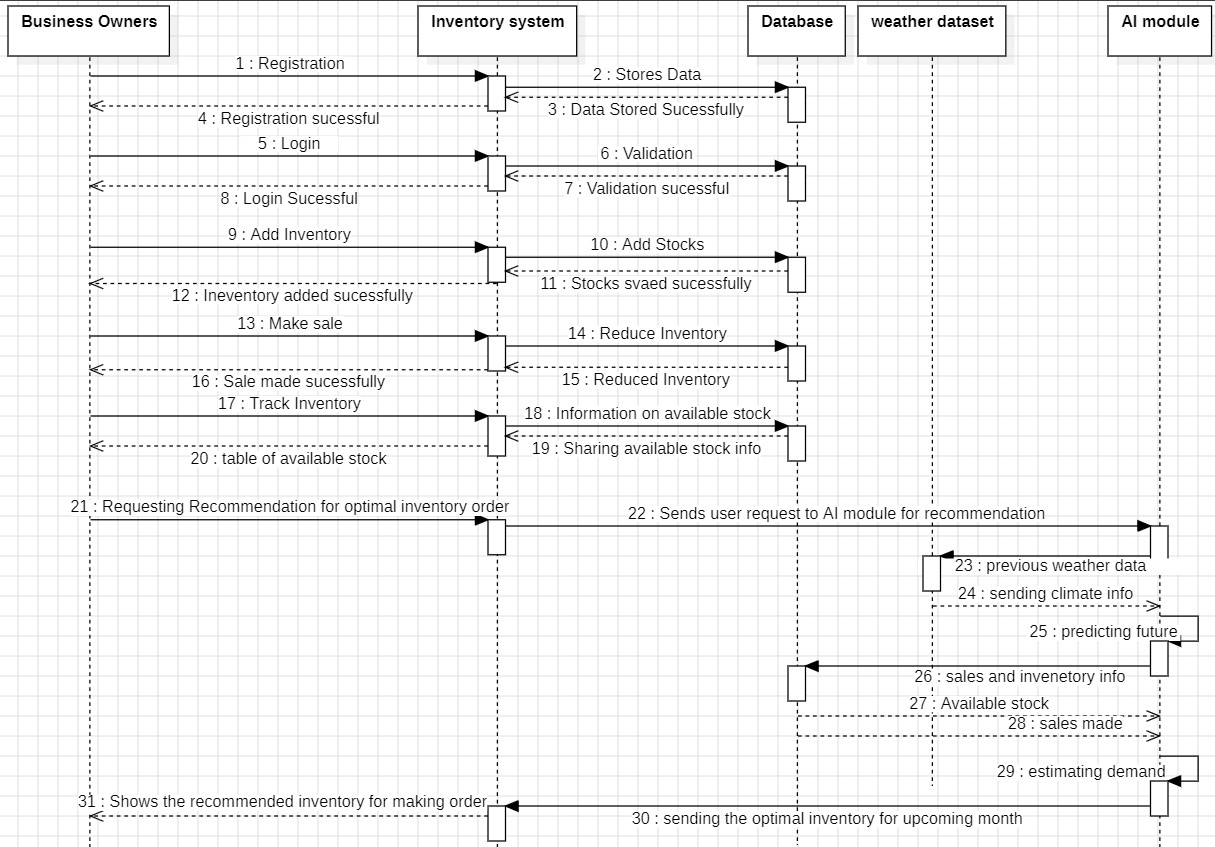 Business Owners
Inventory system
Database
weather dataset
AI module
1 : Registration
2 : Stores Data
3 : Data Stored Sucessfully
4 : Registration sucessful
5 : Login
6 : Validation
7 : Validation sucessful
8 : Login Sucessful
9 : Add Inventory
10 : Add Stocks
11 : Stocks svaed sucessfully
12 : Ineventory added sucessfully
13 : Make sale
14 : Reduce Inventory
15 : Reduced Inventory
16 : Sale made sucessfully
17 : Track Inventory
18 : Information on available stock
19 : Sharing available stock info
20 : table of available stock
21 : Requesting Recommendation for optimal inventory order
22 : Sends user request to AI module for recommendation
23 : previous weather data
24 : sending climate info
25 : predicting future
26 : sales and invenetory info
27 : Available stock
28 : sales made
29 : estimating demand
30 : sending the optimal inventory for upcoming month
31 : Shows the recommended inventory for making order